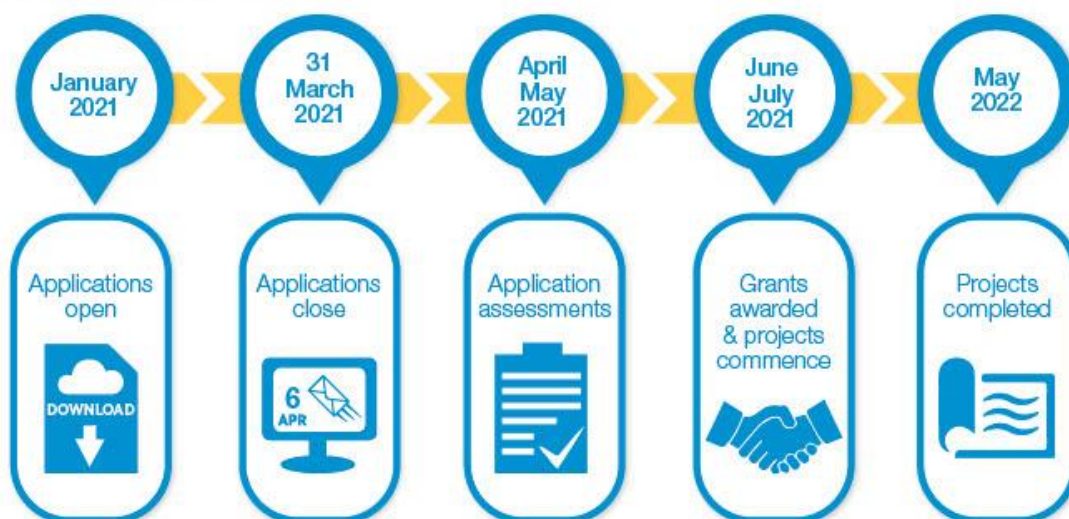 January
2021
31
March
2021
April
May
2021
June
July
2021
May
2022
Applications
open
DOWNLOAD
Applications
close
6
APR
Application
assessments
Grants
awarded
& projects
commence
Projects
completed